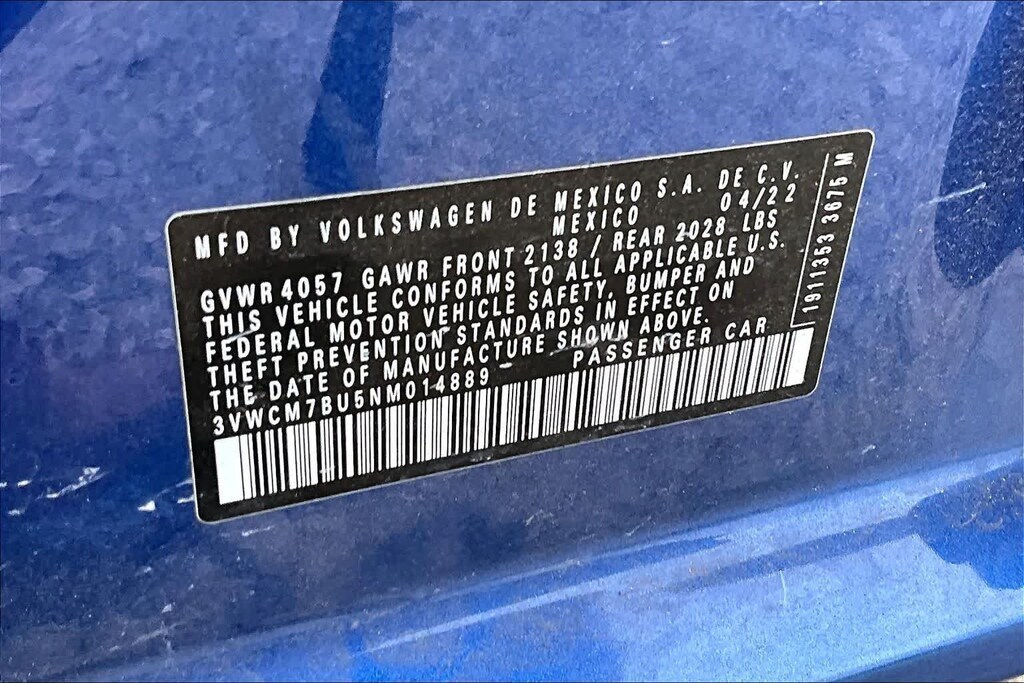 MFD BY VOLKSWAGEN DE MEXICO S.A. DE C.V.
MEXICO 04/22
GVWR 4057 GAWR FRONT 2138 / REAR 2028 LBS
THIS VEHICLE CONFORMS TO ALL APPLICABLE U.S.
FEDERAL MOTOR VEHICLE SAFETY, BUMPER AND
THEFT PREVENTION STANDARDS IN EFFECT ON
THE DATE OF MANUFACTURE SHOWN ABOVE.
3VWCM7BU5NM014889 PASSENGER CAR
1911353 3675 M